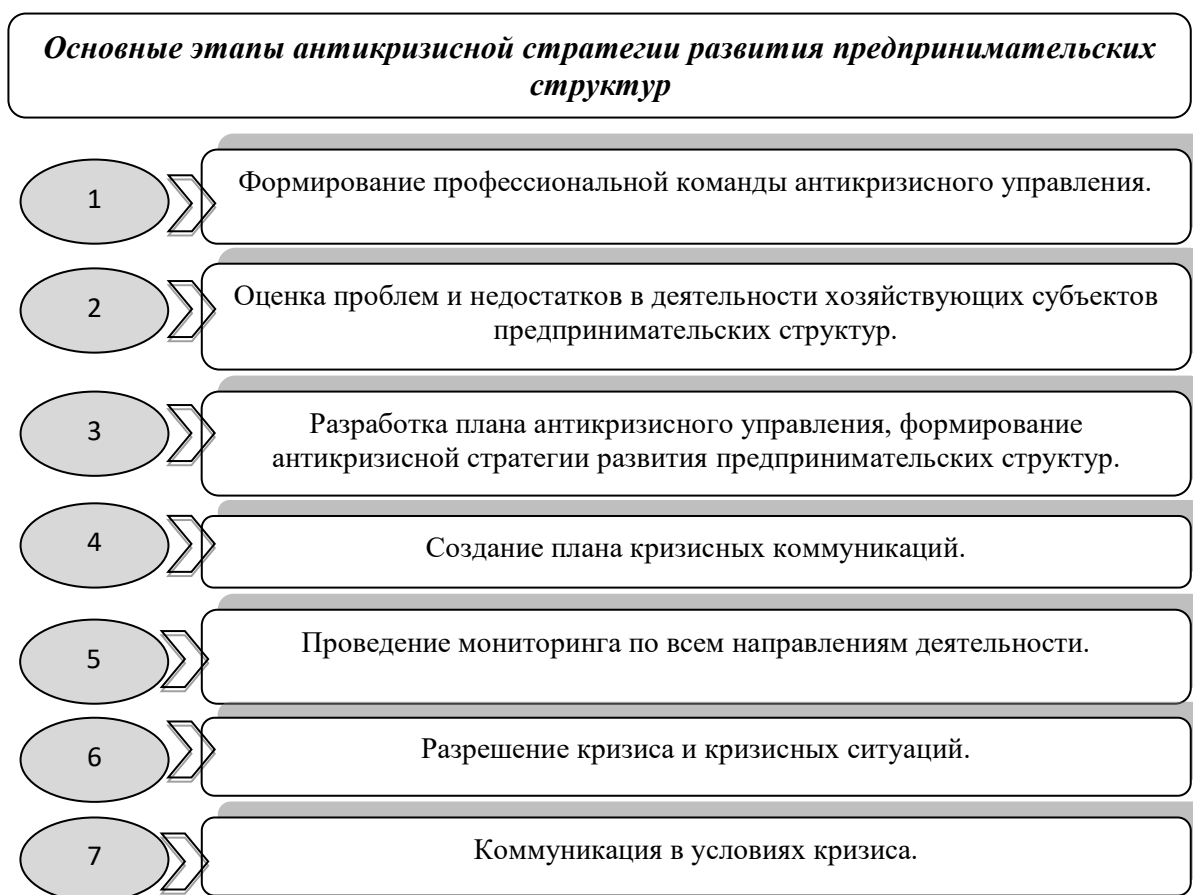 Основные этапы антикризисной стратегии развития предпринимательских
структур
1
Формирование профессиональной команды антикризисного управления.
2
Оценка проблем и недостатков в деятельности хозяйствующих субъектов
предпринимательских структур.
3
Разработка плана антикризисного управления, формирование
антикризисной стратегии развития предпринимательских структур.
4
Создание плана кризисных коммуникаций.
5
Проведение мониторинга по всем направлениям деятельности.
6
Разрешение кризиса и кризисных ситуаций.
7
Коммуникация в условиях кризиса.